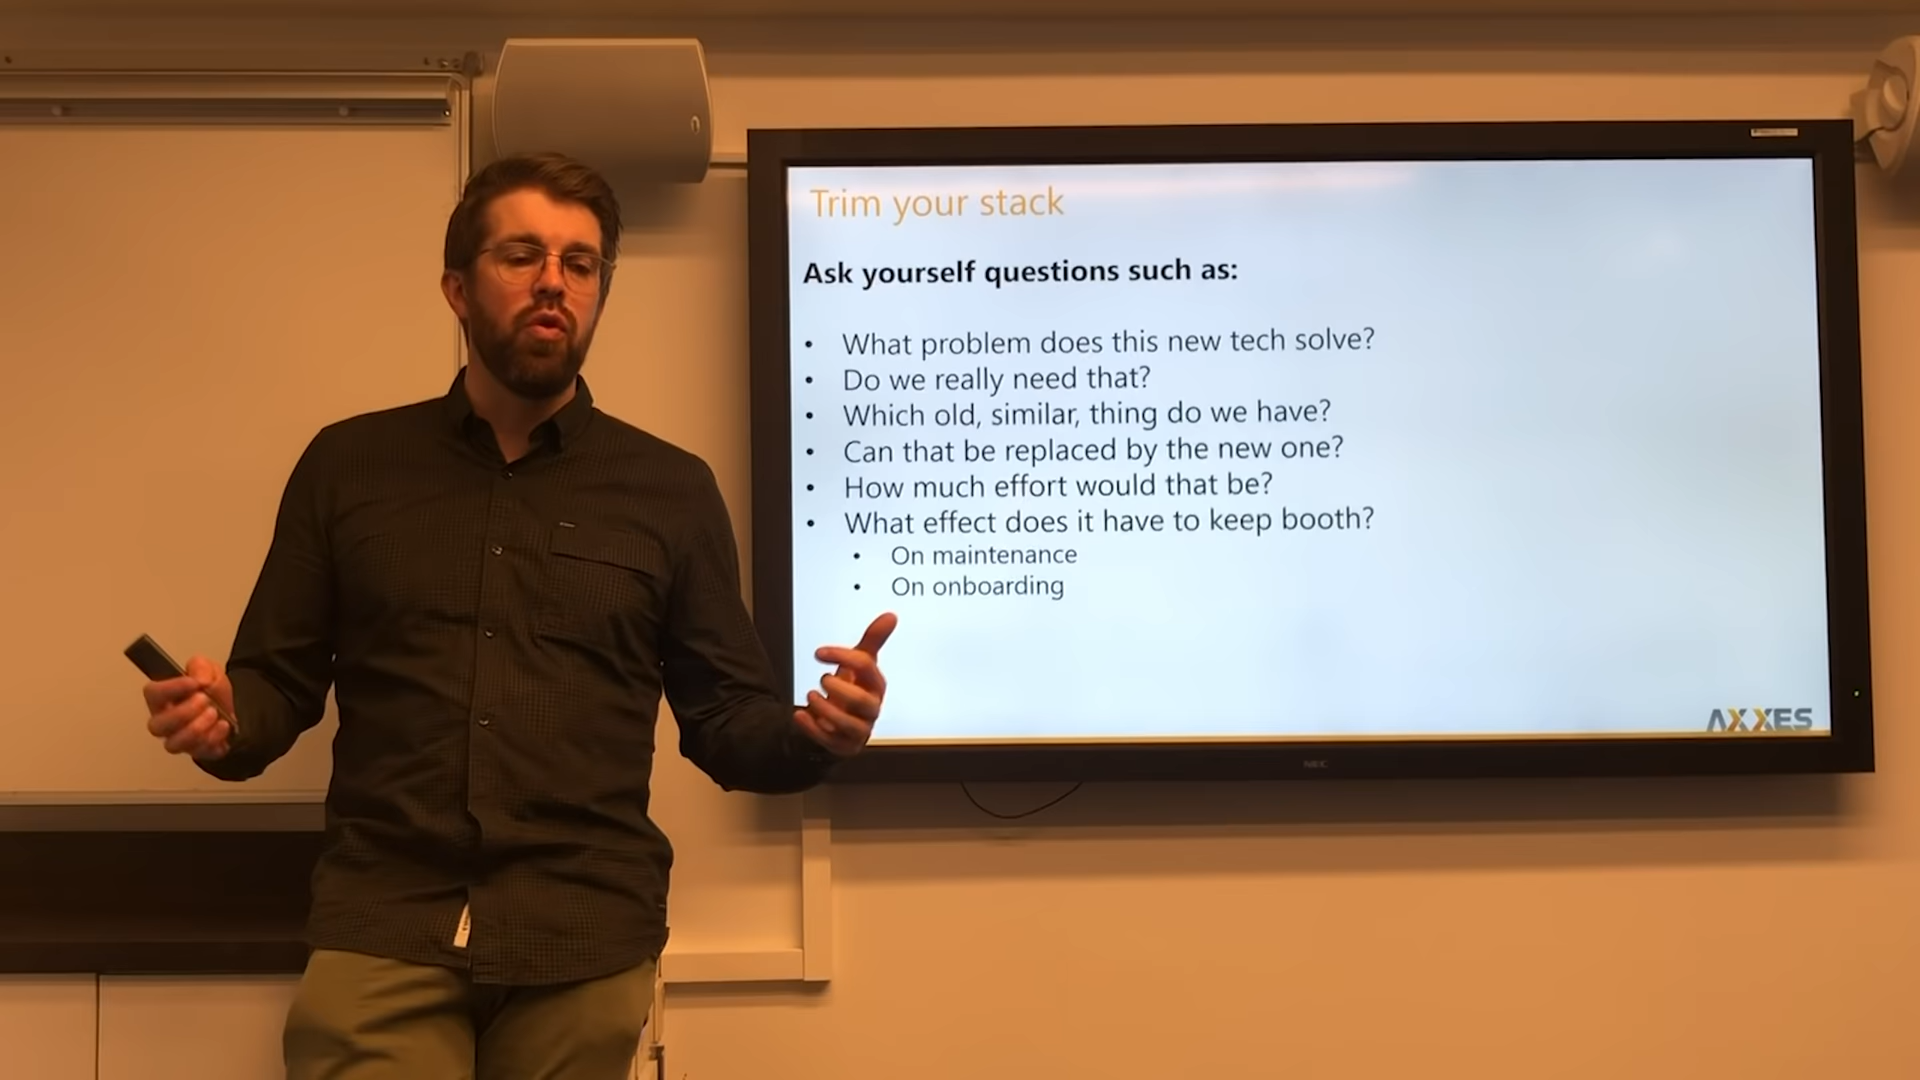 Trim your stack
Ask yourself questions such as:
• What problem does this new tech solve?
• Do we really need that?
• Which old, similar, thing do we have?
• Can that be replaced by the new one?
• How much effort would that be?
• What effect does it have to keep booth?
• On maintenance
• On onboarding
AXXES
NEC